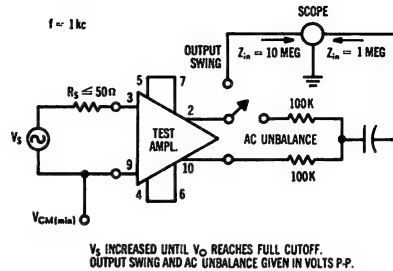 f = 1 kc
SCOPE
OUTPUT
SWING
Zin = 10 MEG
Zin = 1 MEG
5
7
RS ≤ 50Ω
3
2
100K
VS
TEST
AMPL.
AC UNBALANCE
9
10
100K
4
6
VCM(min)
VS INCREASED UNTIL VO REACHES FULL CUTOFF.
OUTPUT SWING AND AC UNBALANCE GIVEN IN VOLTS P-P.